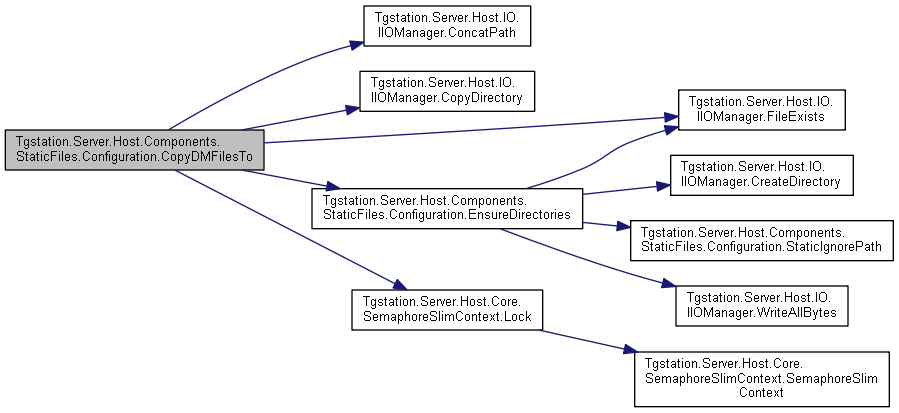 Tgstation.Server.Host.IO.
IIOManager.ConcatPath
Tgstation.Server.Host.IO.
IIOManager.CopyDirectory
Tgstation.Server.Host.IO.
IIOManager.FileExists
Tgstation.Server.Host.Components.
StaticFiles.Configuration.CopyDMFilesTo
Tgstation.Server.Host.IO.
IIOManager.CreateDirectory
Tgstation.Server.Host.Components.
StaticFiles.Configuration.EnsureDirectories
Tgstation.Server.Host.Components.
StaticFiles.Configuration.StaticIgnorePath
Tgstation.Server.Host.IO.
IIOManager.WriteAllBytes
Tgstation.Server.Host.Core.
SemaphoreSlimContext.Lock
Tgstation.Server.Host.Core.
SemaphoreSlimContext.SemaphoreSlim
Context